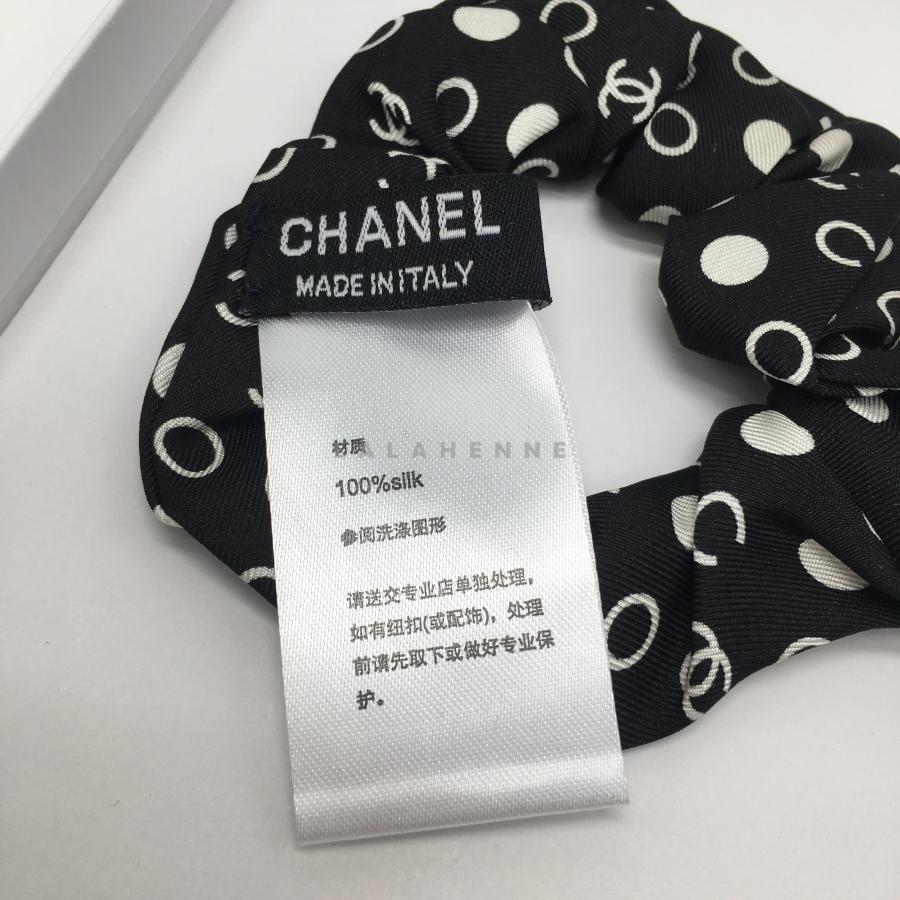 CHANEL
MADE IN ITALY
材质
ALAHENNE
100%silk
参阅洗涤图形
请送交专业店单独处理，
如有纽扣(或配饰)，处理
前请先取下或做好专业保
护。